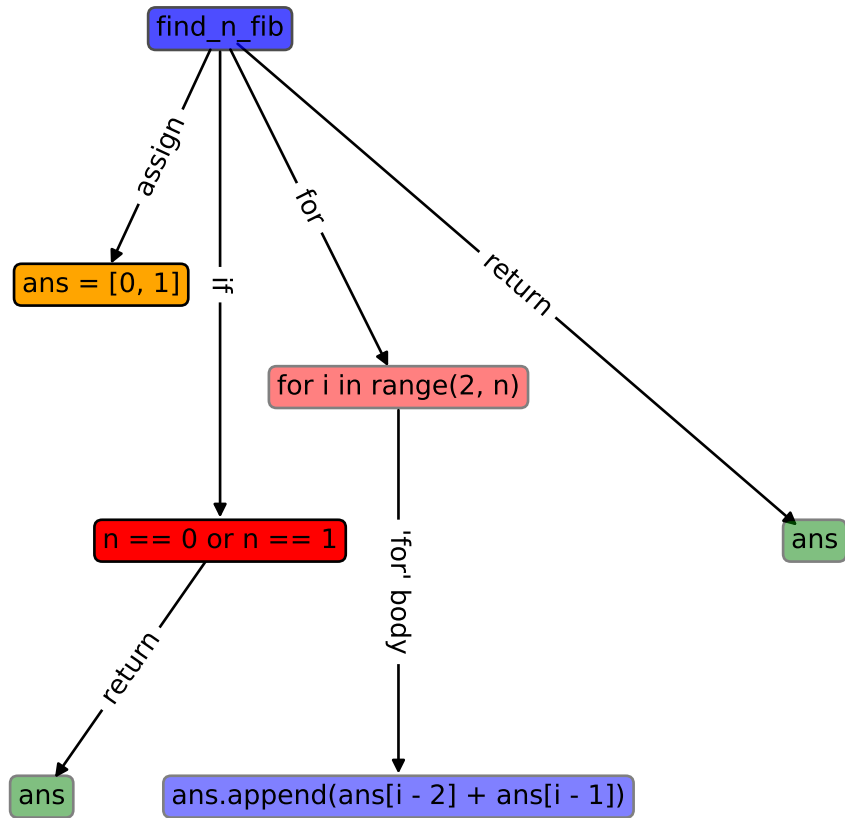 find_n_fib
assign
for
return
if
ans = [0, 1]
for i in range(2, n)
n == 0 or n == 1
ans
'for' body
return
ans
ans.append(ans[i - 2] + ans[i - 1])